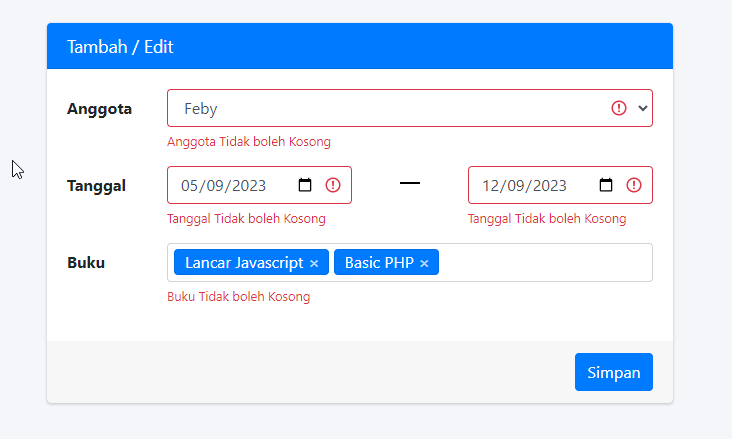 Tambah / Edit
Anggota
Feby
Anggota Tidak boleh Kosong
Tanggal
05/09/2023
12/09/2023
Tanggal Tidak boleh Kosong
Tanggal Tidak boleh Kosong
Buku
Lancar Javascript ×
Basic PHP ×
Buku Tidak boleh Kosong
Simpan